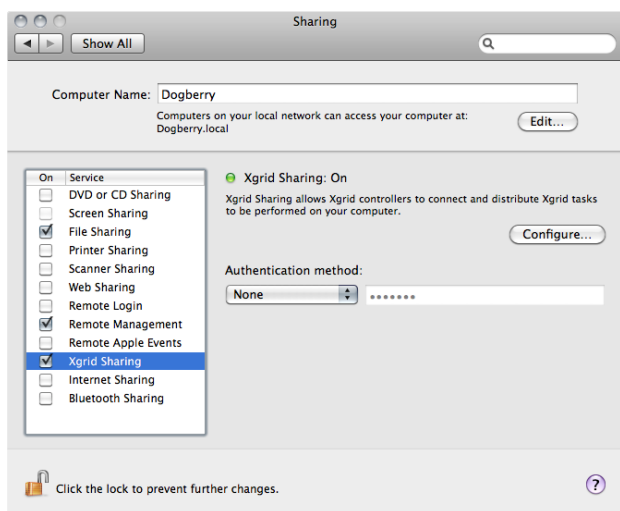 Sharing
Show All
Computer Name: Dogberry
Computers on your local network can access your computer at:
Dogberry.local
Edit...
On Service
DVD or CD Sharing
Screen Sharing
File Sharing
Printer Sharing
Scanner Sharing
Web Sharing
Remote Login
Remote Management
Remote Apple Events
Xgrid Sharing
Internet Sharing
Bluetooth Sharing
Xgrid Sharing: On
Xgrid Sharing allows Xgrid controllers to connect and distribute Xgrid tasks
to be performed on your computer.
Configure...
Authentication method:
None •••••••
Click the lock to prevent further changes.
?